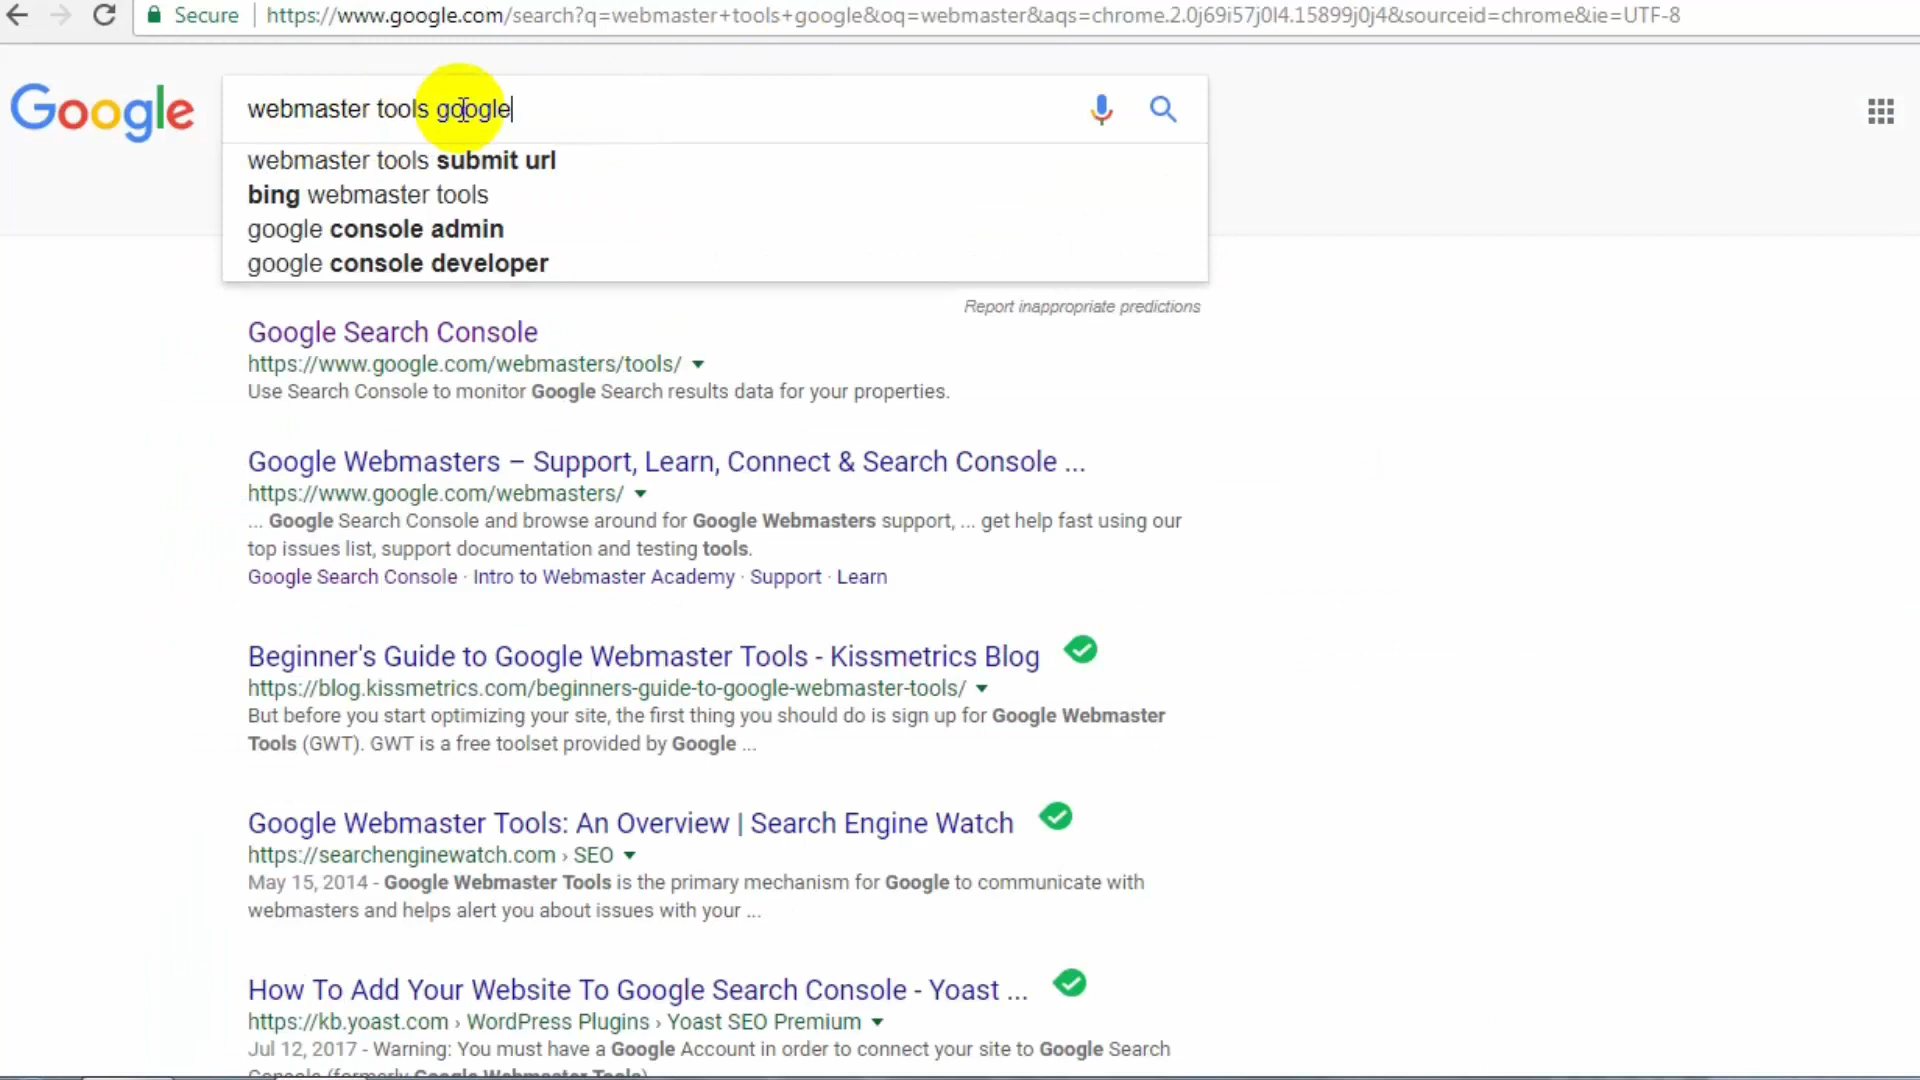 Secure https://www.google.com/search?q=webmaster+tools+google&oq=webmaster&aqs=chrome.2.0j69i57j0l4.15899j0j4&sourceid=chrome&ie=UTF-8
Google
webmaster tools google
webmaster tools submit url
bing webmaster tools
google console admin
google console developer
Report inappropriate predictions
Google Search Console
https://www.google.com/webmasters/tools/
Use Search Console to monitor Google Search results data for your properties.
Google Webmasters – Support, Learn, Connect & Search Console ...
https://www.google.com/webmasters/
... Google Search Console and browse around for Google Webmasters support, ... get help fast using our
top issues list, support documentation and testing tools.
Google Search Console · Intro to Webmaster Academy · Support · Learn
Beginner's Guide to Google Webmaster Tools - Kissmetrics Blog
https://blog.kissmetrics.com/beginners-guide-to-google-webmaster-tools/
But before you start optimizing your site, the first thing you should do is sign up for Google Webmaster
Tools (GWT). GWT is a free toolset provided by Google ...
Google Webmaster Tools: An Overview | Search Engine Watch
https://searchenginewatch.com › SEO
May 15, 2014 - Google Webmaster Tools is the primary mechanism for Google to communicate with
webmasters and helps alert you about issues with your ...
How To Add Your Website To Google Search Console - Yoast ...
https://kb.yoast.com › WordPress Plugins › Yoast SEO Premium
Jul 12, 2017 - Warning: You must have a Google Account in order to connect your site to Google Search
Console (formerly Google Webmaster Tools)